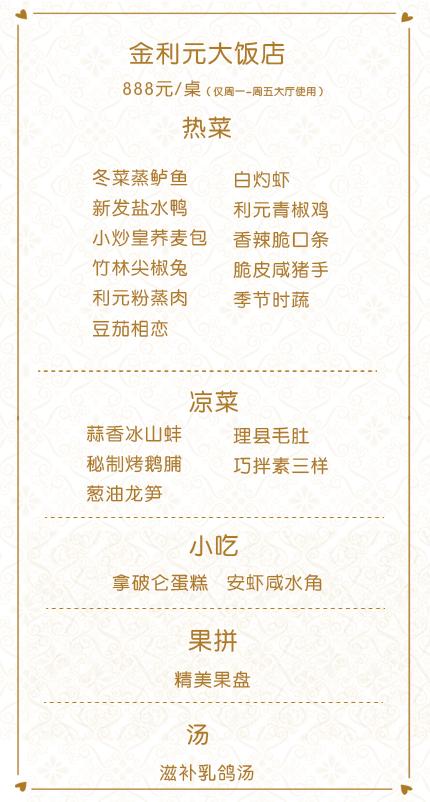 金利元大饭店
888元/桌（仅周一-周五大厅使用）
热菜
冬菜蒸鲈鱼 白灼虾
新发盐水鸭 利元青椒鸡
小炒皇荞麦包 香辣脆口条
竹林尖椒兔 脆皮咸猪手
利元粉蒸肉 季节时蔬
豆茄相恋
凉菜
蒜香冰山蚌 理县毛肚
秘制烤鹅脯 巧拌素三样
葱油龙笋
小吃
拿破仑蛋糕 安虾咸水角
果拼
精美果盘
汤
滋补乳鸽汤